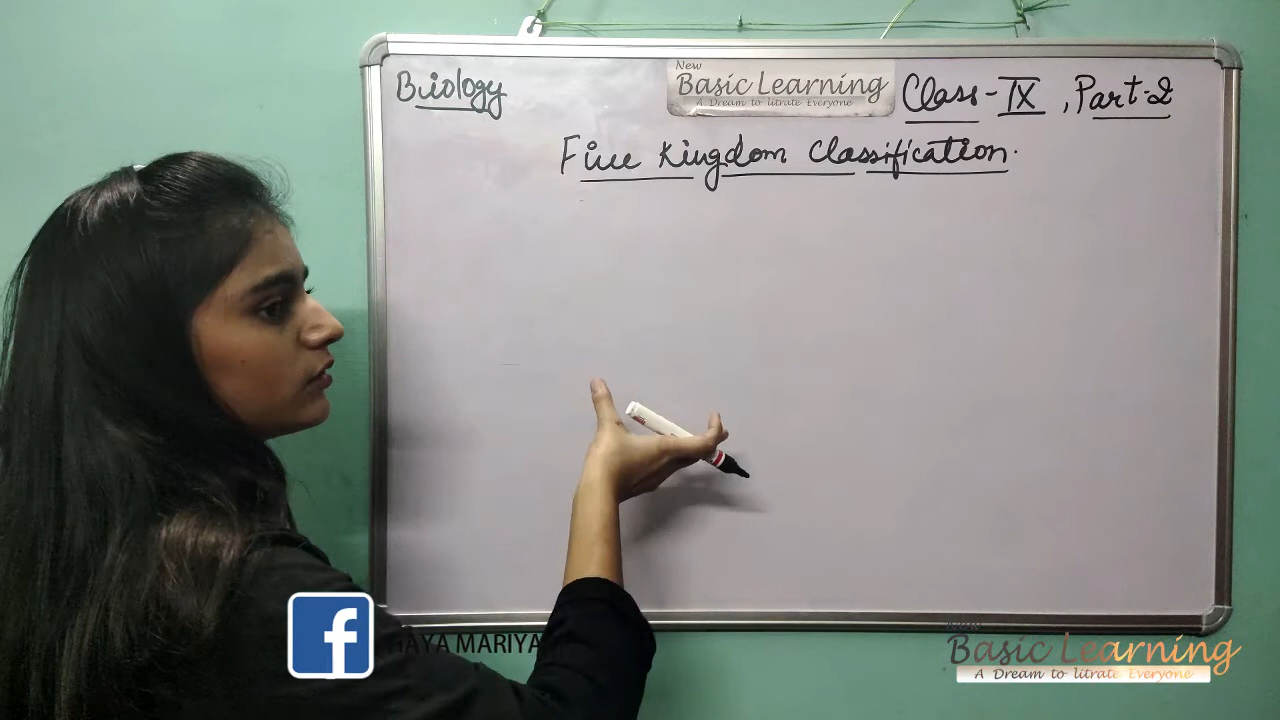 Biology
New
Basic Learning
A Dream to litrate Everyone
Class - IX , Part-2
Five Kingdom Classification.
f
HAYA MARIYA
New
Basic Learning
A Dream to litrate Everyone